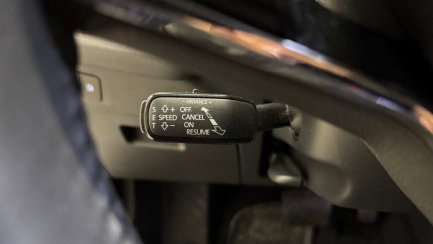 - DISTANCE +
S + OFF
E SPEED CANCEL
T - ON
RESUME